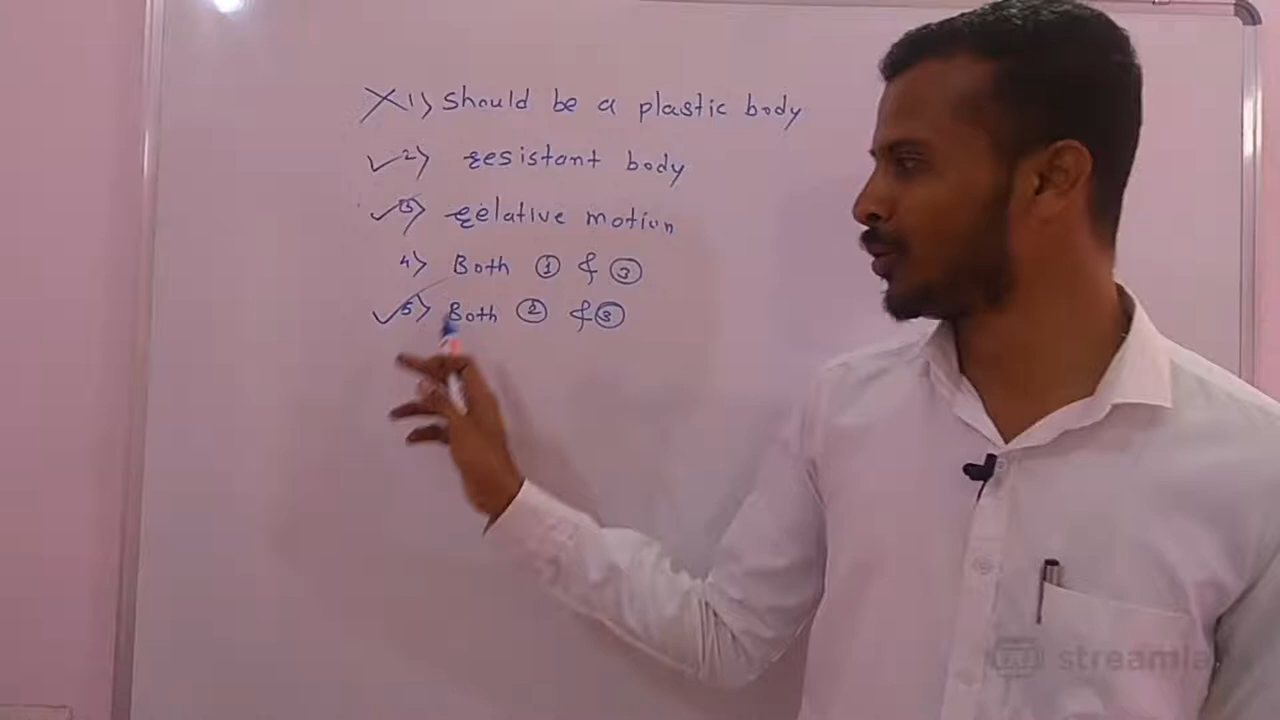 1) should be a plastic body
2) resistant body
3) relative motion
4) Both ① & ③
5) Both ② & ③
streamla